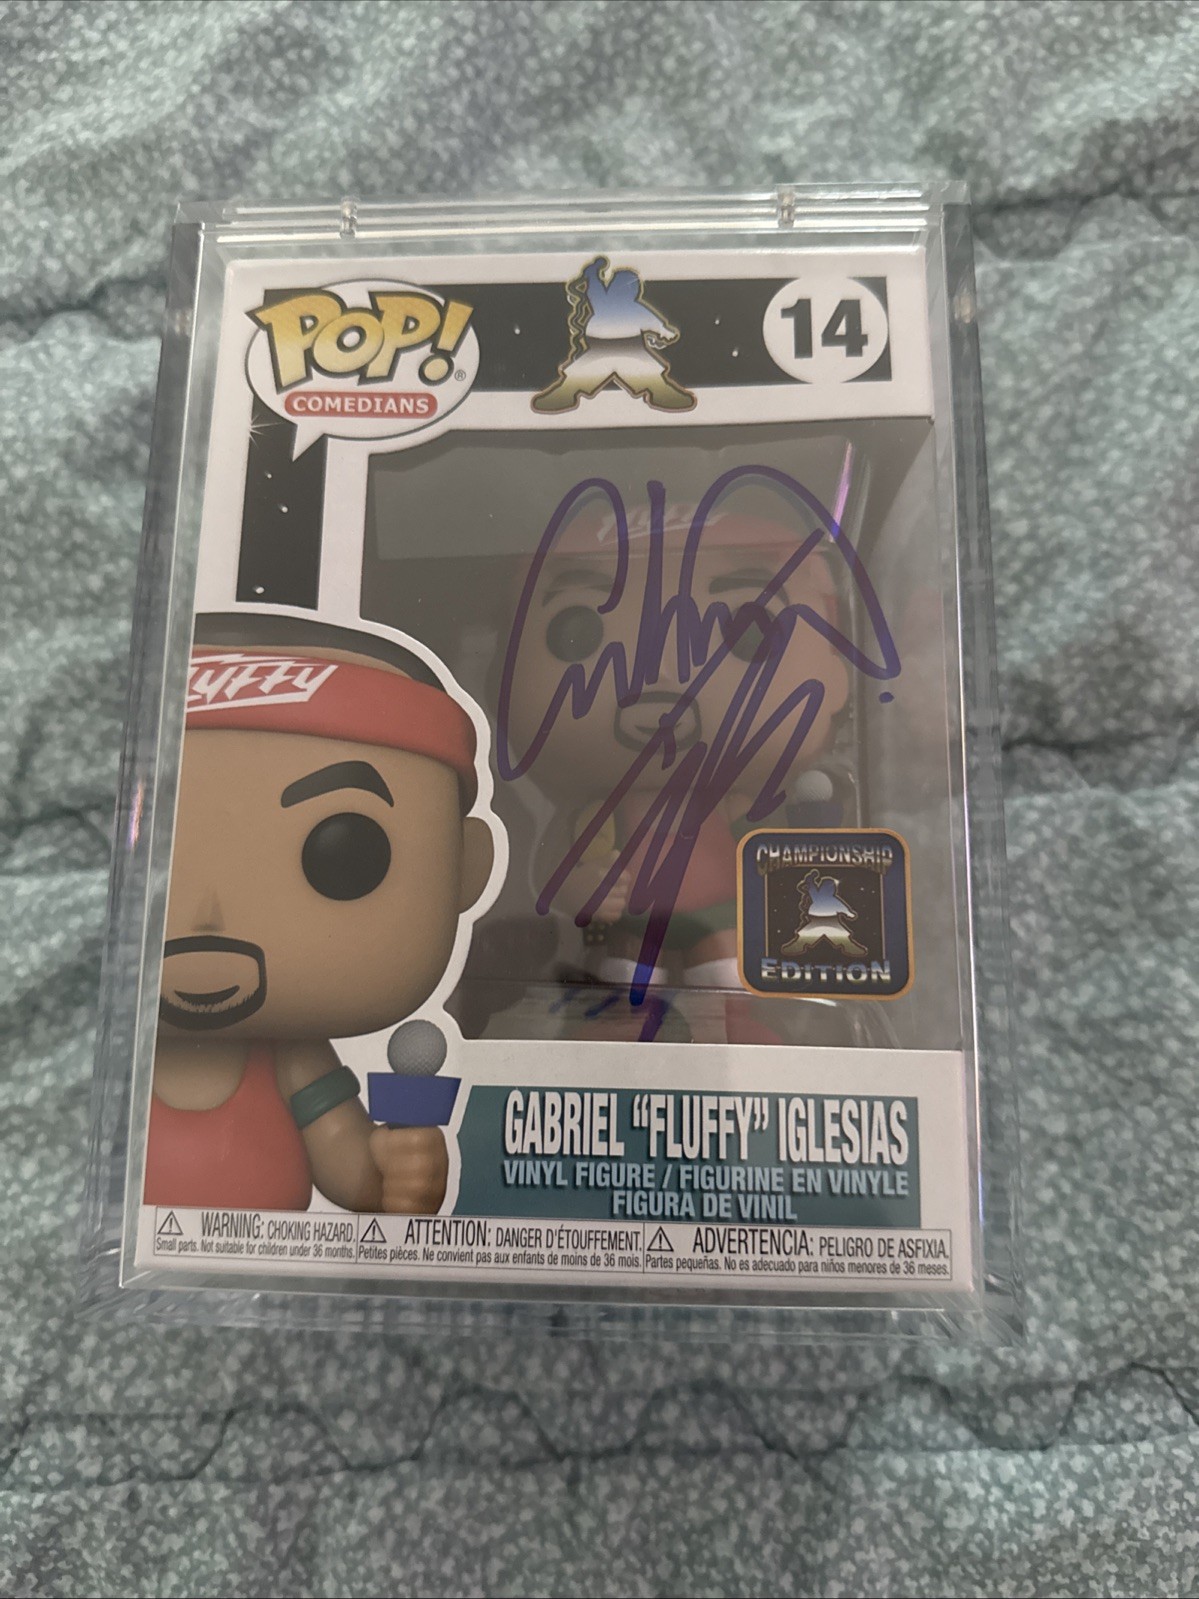 POP!®
COMEDIANS
14
Fluffy
FLUFFY
CHAMPIONSHIP
EDITION
GABRIEL "FLUFFY" IGLESIAS
VINYL FIGURE / FIGURINE EN VINYLE
FIGURA DE VINIL
WARNING: CHOKING HAZARD.
Small parts. Not suitable for children under 36 months.
ATTENTION: DANGER D'ÉTOUFFEMENT.
Petites pièces. Ne convient pas aux enfants de moins de 36 mois.
ADVERTENCIA: PELIGRO DE ASFIXIA.
Partes pequeñas. No es adecuado para niños menores de 36 meses.